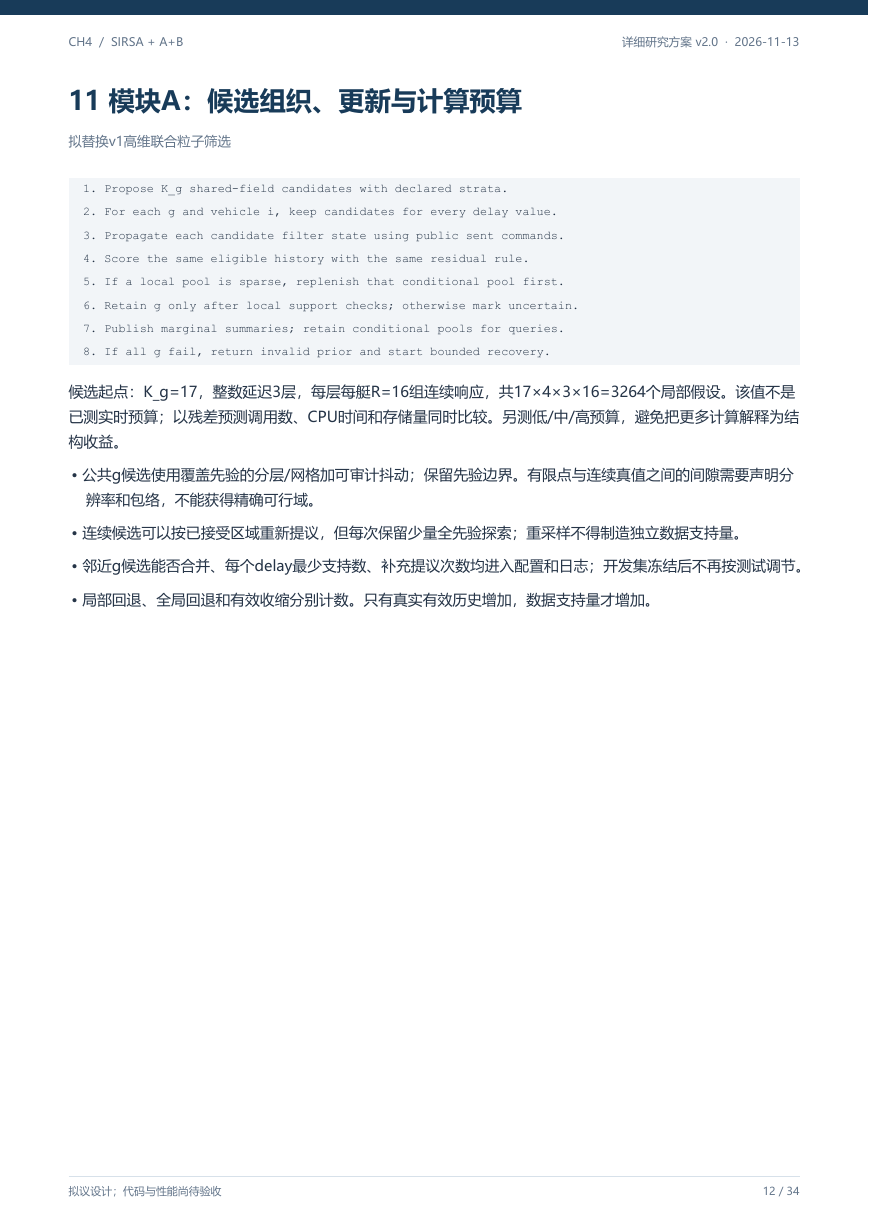 CH4 / SIRSA + A+B
详细研究方案 v2.0 · 2026-11-13
11 模块A：候选组织、更新与计算预算
拟替换v1高维联合粒子筛选
1. Propose K_g shared-field candidates with declared strata.
2. For each g and vehicle i, keep candidates for every delay value.
3. Propagate each candidate filter state using public sent commands.
4. Score the same eligible history with the same residual rule.
5. If a local pool is sparse, replenish that conditional pool first.
6. Retain g only after local support checks; otherwise mark uncertain.
7. Publish marginal summaries; retain conditional pools for queries.
8. If all g fail, return invalid prior and start bounded recovery.
候选起点：K_g=17，整数延迟3层，每层每艇R=16组连续响应，共17×4×3×16=3264个局部假设。该值不是
已测实时预算；以残差预测调用数、CPU时间和存储量同时比较。另测低/中/高预算，避免把更多计算解释为结
构收益。
• 公共g候选使用覆盖先验的分层/网格加可审计抖动；保留先验边界。有限点与连续真值之间的间隙需要声明分
辨率和包络，不能获得精确可行域。
• 连续候选可以按已接受区域重新提议，但每次保留少量全先验探索；重采样不得制造独立数据支持量。
• 邻近g候选能否合并、每个delay最少支持数、补充提议次数均进入配置和日志；开发集冻结后不再按测试调节。
• 局部回退、全局回退和有效收缩分别计数。只有真实有效历史增加，数据支持量才增加。
拟议设计；代码与性能尚待验收
12 / 34